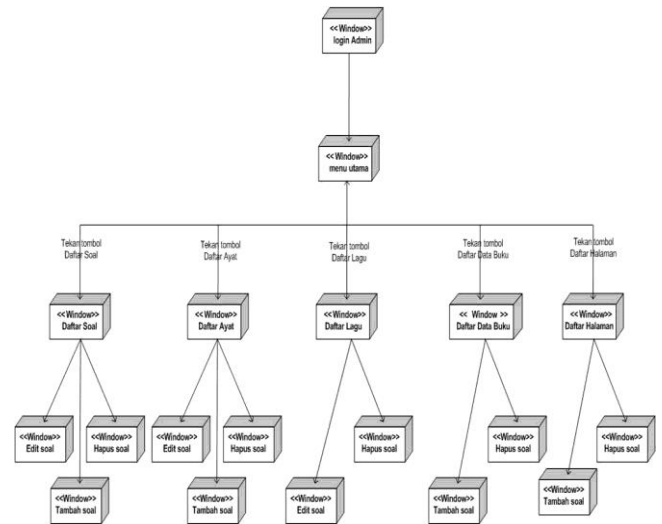 <<Window>>
login Admin
<<Window>>
menu utama
Tekan tombol
Daftar Soal
Tekan tombol
Daftar Ayat
Tekan tombol
Daftar Lagu
Tekan tombol
Daftar Data Buku
Tekan tombol
Daftar Halaman
<<Window>>
Daftar Soal
<<Window>>
Daftar Ayat
<<Window>>
Daftar Lagu
<< Window >>
Daftar Data Buku
<<Window>>
Daftar Halaman
<<Window>>
Edit soal
<<Window>>
Hapus soal
<<Window>>
Edit soal
<<Window>>
Hapus soal
<<Window>>
Hapus soal
<<Window>>
Hapus soal
<<Window>>
Hapus soal
<<Window>>
Tambah soal
<<Window>>
Tambah soal
<<Window>>
Edit soal
<<Window>>
Tambah soal
<<Window>>
Tambah soal